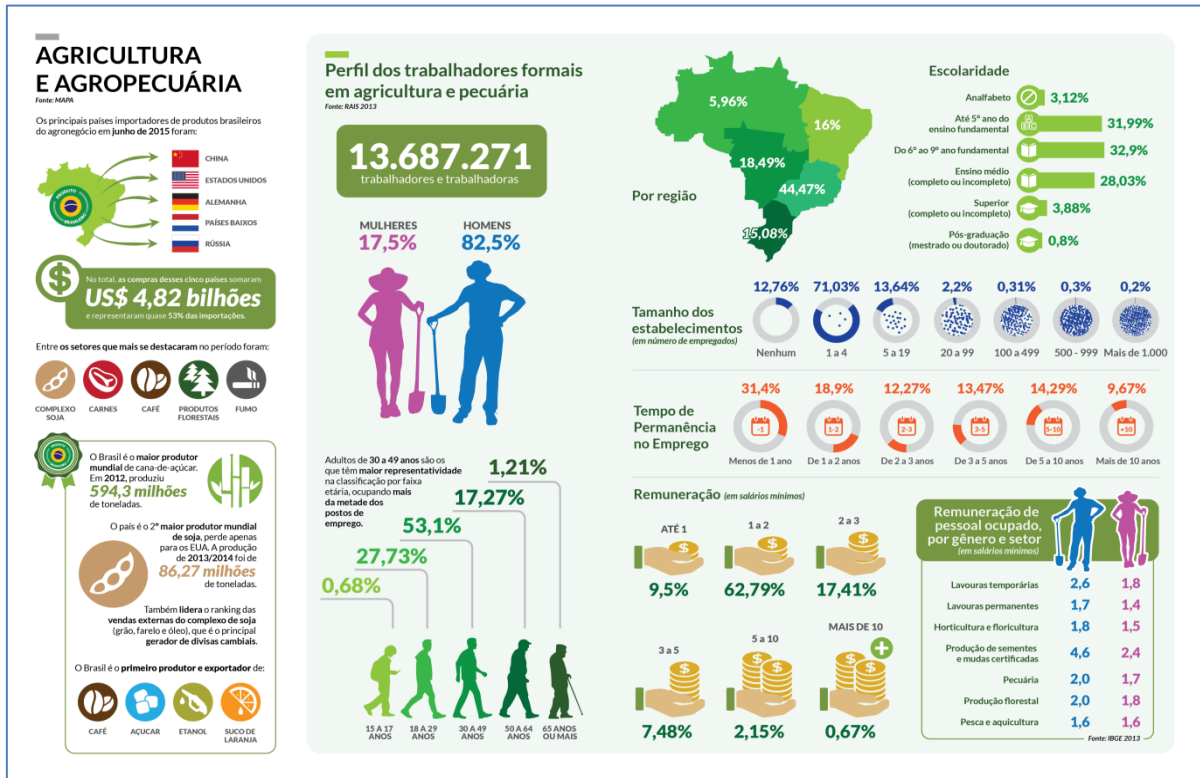 AGRICULTURA
E AGROPECUÁRIA
Fonte: MAPA
Os principais países importadores de produtos brasileiros
do agronegócio em junho de 2015 foram:
PRODUTO
BRASILEIRO
CHINA
ESTADOS UNIDOS
ALEMANHA
PAÍSES BAIXOS
RÚSSIA
$
No total, as compras desses cinco países somaram
US$ 4,82 bilhões
e representaram quase 53% das importações.
Entre os setores que mais se destacaram no período foram:
COMPLEXO
SOJA
CARNES
CAFÉ
PRODUTOS
FLORESTAIS
FUMO
O Brasil é o maior produtor
mundial de cana-de-açúcar.
Em 2012, produziu
594,3 milhões
de toneladas.
O país é o 2º maior produtor mundial
de soja, perde apenas
para os EUA. A produção
de 2013/2014 foi de
86,27 milhões
de toneladas.
Também lidera o ranking das
vendas externas do complexo de soja
(grão, farelo e óleo), que é o principal
gerador de divisas cambiais.
O Brasil é o primeiro produtor e exportador de:
CAFÉ
AÇUCAR
ETANOL
SUCO DE
LARANJA
Perfil dos trabalhadores formais
em agricultura e pecuária
Fonte: RAIS 2013
13.687.271
trabalhadores e trabalhadoras
MULHERES
17,5%
HOMENS
82,5%
Adultos de 30 a 49 anos são os
que têm maior representatividade
na classificação por faixa
etária, ocupando mais
da metade dos
postos de
emprego.
1,21%
17,27%
53,1%
27,73%
0,68%
15 A 17
ANOS
18 A 29
ANOS
30 A 49
ANOS
50 A 64
ANOS
65 ANOS
OU MAIS
Por região
5,96%
16%
18,49%
44,47%
15,08%
Escolaridade
Analfabeto
3,12%
Até 5º ano do
ensino fundamental
31,99%
Do 6º ao 9º ano fundamental
32,9%
Ensino médio
(completo ou incompleto)
28,03%
Superior
(completo ou incompleto)
3,88%
Pós-graduação
(mestrado ou doutorado)
0,8%
Tamanho dos
estabelecimentos
(em número de empregados)
12,76%
71,03%
13,64%
2,2%
0,31%
0,3%
0,2%
Nenhum
1 a 4
5 a 19
20 a 99
100 a 499
500 - 999
Mais de 1.000
Tempo de
Permanência
no Emprego
31,4%
18,9%
12,27%
13,47%
14,29%
9,67%
-1
1-2
2-3
3-5
5-10
+10
Menos de 1 ano
De 1 a 2 anos
De 2 a 3 anos
De 3 a 5 anos
De 5 a 10 anos
Mais de 10 anos
Remuneração (em salários mínimos)
ATÉ 1
1 a 2
2 a 3
9,5%
62,79%
17,41%
3 a 5
5 a 10
MAIS DE 10
7,48%
2,15%
0,67%
Remuneração de
pessoal ocupado,
por gênero e setor
(em salários mínimos)
Lavouras temporárias 2,6 1,8
Lavouras permanentes 1,7 1,4
Horticultura e floricultura 1,8 1,5
Produção de sementes
e mudas certificadas 4,6 2,4
Pecuária 2,0 1,7
Produção florestal 2,0 1,8
Pesca e aquicultura 1,6 1,6
Fonte: IBGE 2013